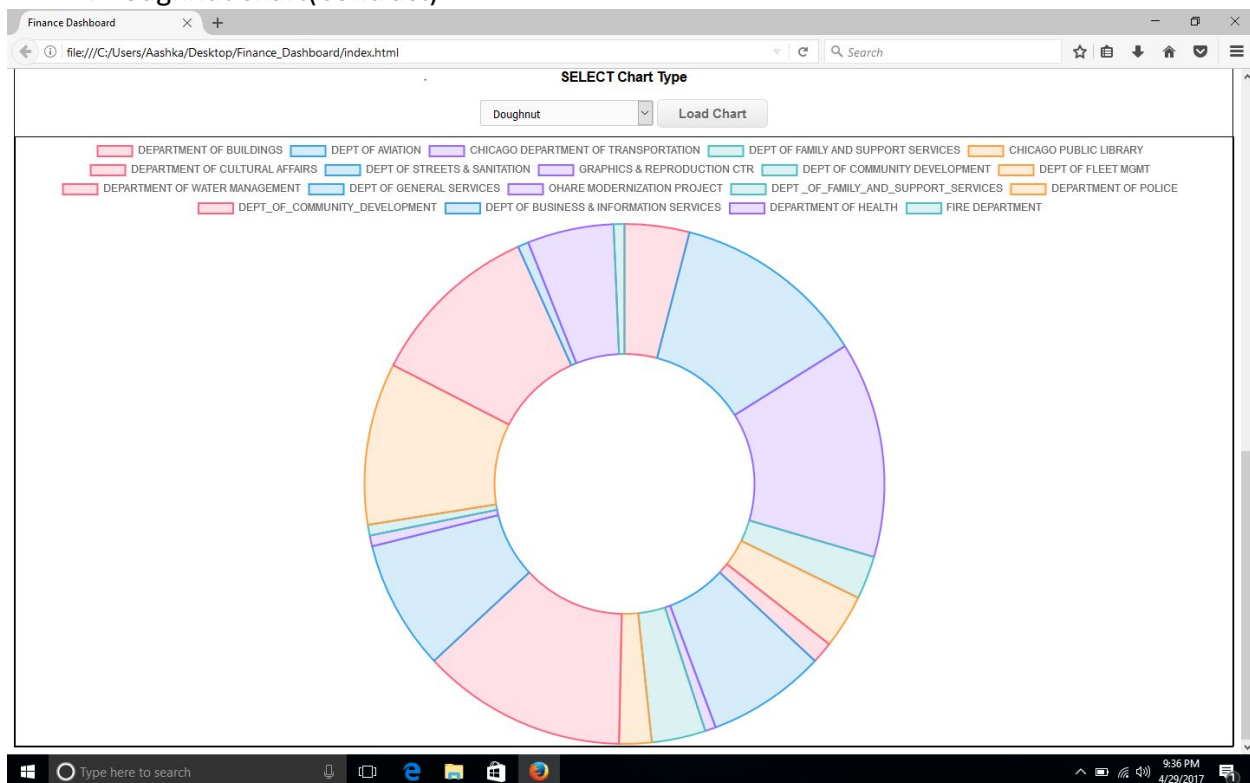 Finance Dashboard
file:///C:/Users/Aashka/Desktop/Finance_Dashboard/index.html
Search
SELECT Chart Type
Doughnut
Load Chart
DEPARTMENT OF BUILDINGS DEPT OF AVIATION CHICAGO DEPARTMENT OF TRANSPORTATION DEPT OF FAMILY AND SUPPORT SERVICES CHICAGO PUBLIC LIBRARY
DEPARTMENT OF CULTURAL AFFAIRS DEPT OF STREETS & SANITATION GRAPHICS & REPRODUCTION CTR DEPT OF COMMUNITY DEVELOPMENT DEPT OF FLEET MGMT
DEPARTMENT OF WATER MANAGEMENT DEPT OF GENERAL SERVICES OHARE MODERNIZATION PROJECT DEPT _OF_FAMILY_AND_SUPPORT_SERVICES DEPARTMENT OF POLICE
DEPT_OF_COMMUNITY_DEVELOPMENT DEPT OF BUSINESS & INFORMATION SERVICES DEPARTMENT OF HEALTH FIRE DEPARTMENT
Type here to search
9:36 PM
4/29/2017